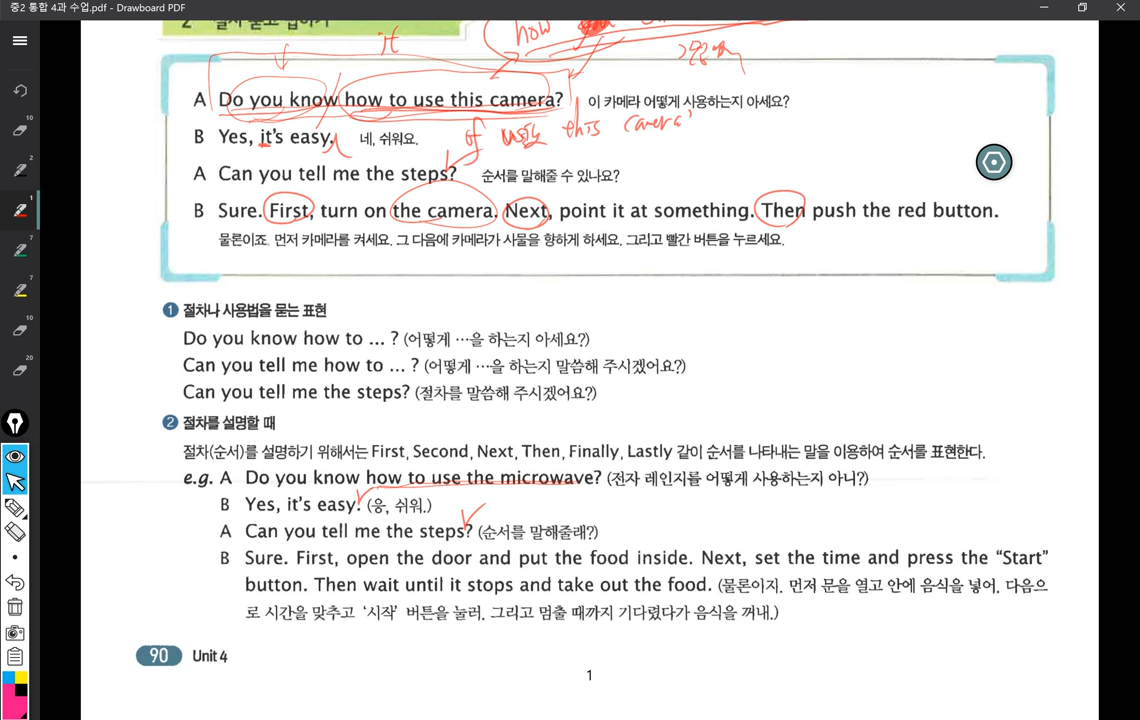 중2 통합 4과 수업.pdf - Drawboard PDF
how
it
A Do you know how to use this camera? 이 카메라 어떻게 사용하는지 아세요?
of using this camera
B Yes, it's easy. 네, 쉬워요.
A Can you tell me the steps? 순서를 말해줄 수 있나요?
B Sure. First, turn on the camera. Next, point it at something. Then push the red button.
물론이죠. 먼저 카메라를 켜세요. 그 다음에 카메라가 사물을 향하게 하세요. 그리고 빨간 버튼을 누르세요.
1 절차나 사용법을 묻는 표현
Do you know how to ... ? (어떻게 …을 하는지 아세요?)
Can you tell me how to ... ? (어떻게 …을 하는지 말씀해 주시겠어요?)
Can you tell me the steps? (절차를 말씀해 주시겠어요?)
2 절차를 설명할 때
절차(순서)를 설명하기 위해서는 First, Second, Next, Then, Finally, Lastly 같이 순서를 나타내는 말을 이용하여 순서를 표현한다.
e.g. A Do you know how to use the microwave? (전자 레인지를 어떻게 사용하는지 아니?)
B Yes, it's easy. (응, 쉬워.)
A Can you tell me the steps? (순서를 말해줄래?)
B Sure. First, open the door and put the food inside. Next, set the time and press the “Start”
button. Then wait until it stops and take out the food. (물론이지. 먼저 문을 열고 안에 음식을 넣어. 다음으
로 시간을 맞추고 ‘시작’ 버튼을 눌러. 그리고 멈출 때까지 기다렸다가 음식을 꺼내.)
90 Unit 4
1
10
2
1
7
7
10
20